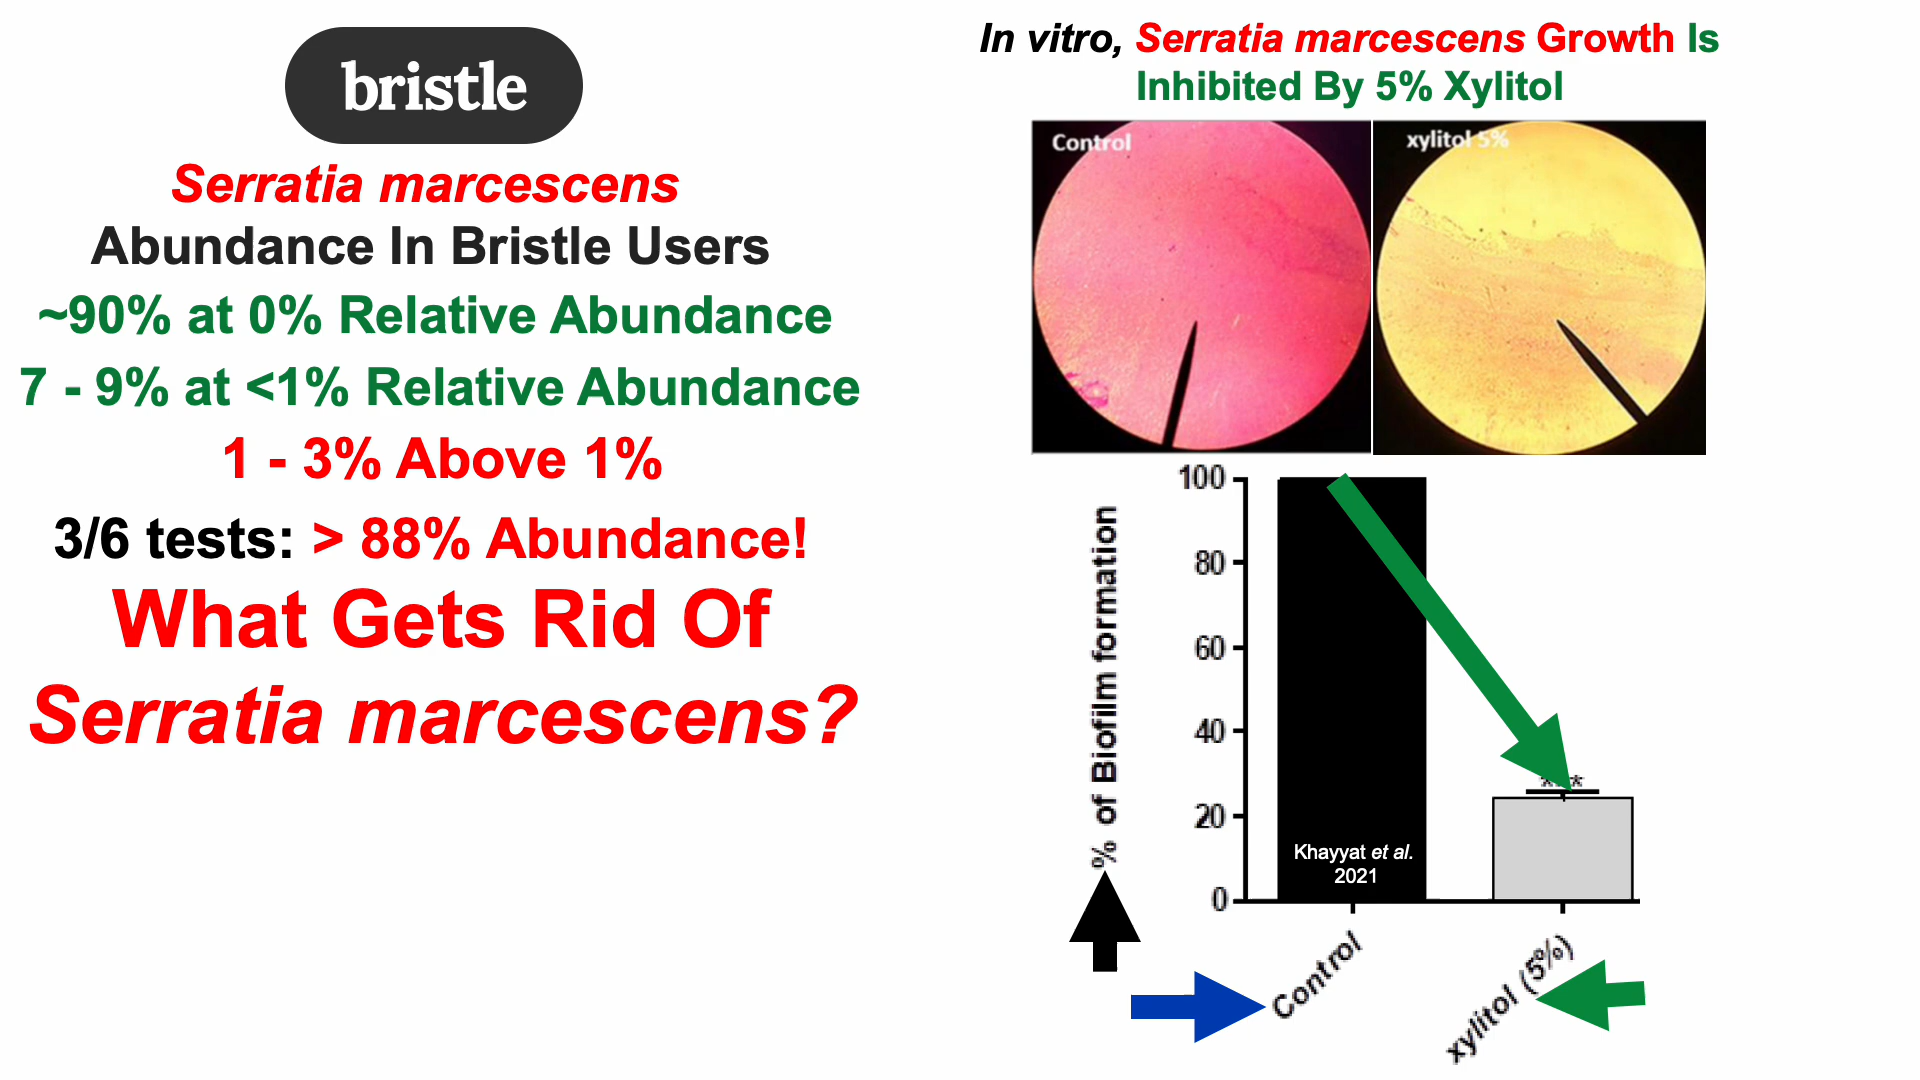 bristle
Serratia marcescens
Abundance In Bristle Users
~90% at 0% Relative Abundance
7 - 9% at <1% Relative Abundance
1 - 3% Above 1%
3/6 tests: > 88% Abundance!
What Gets Rid Of
Serratia marcescens?
In vitro, Serratia marcescens Growth Is
Inhibited By 5% Xylitol
Control
xylitol 5%
% of Biofilm formation
100
80
60
40
20
0
***
Khayyat et al.
2021
Control
xylitol (5%)